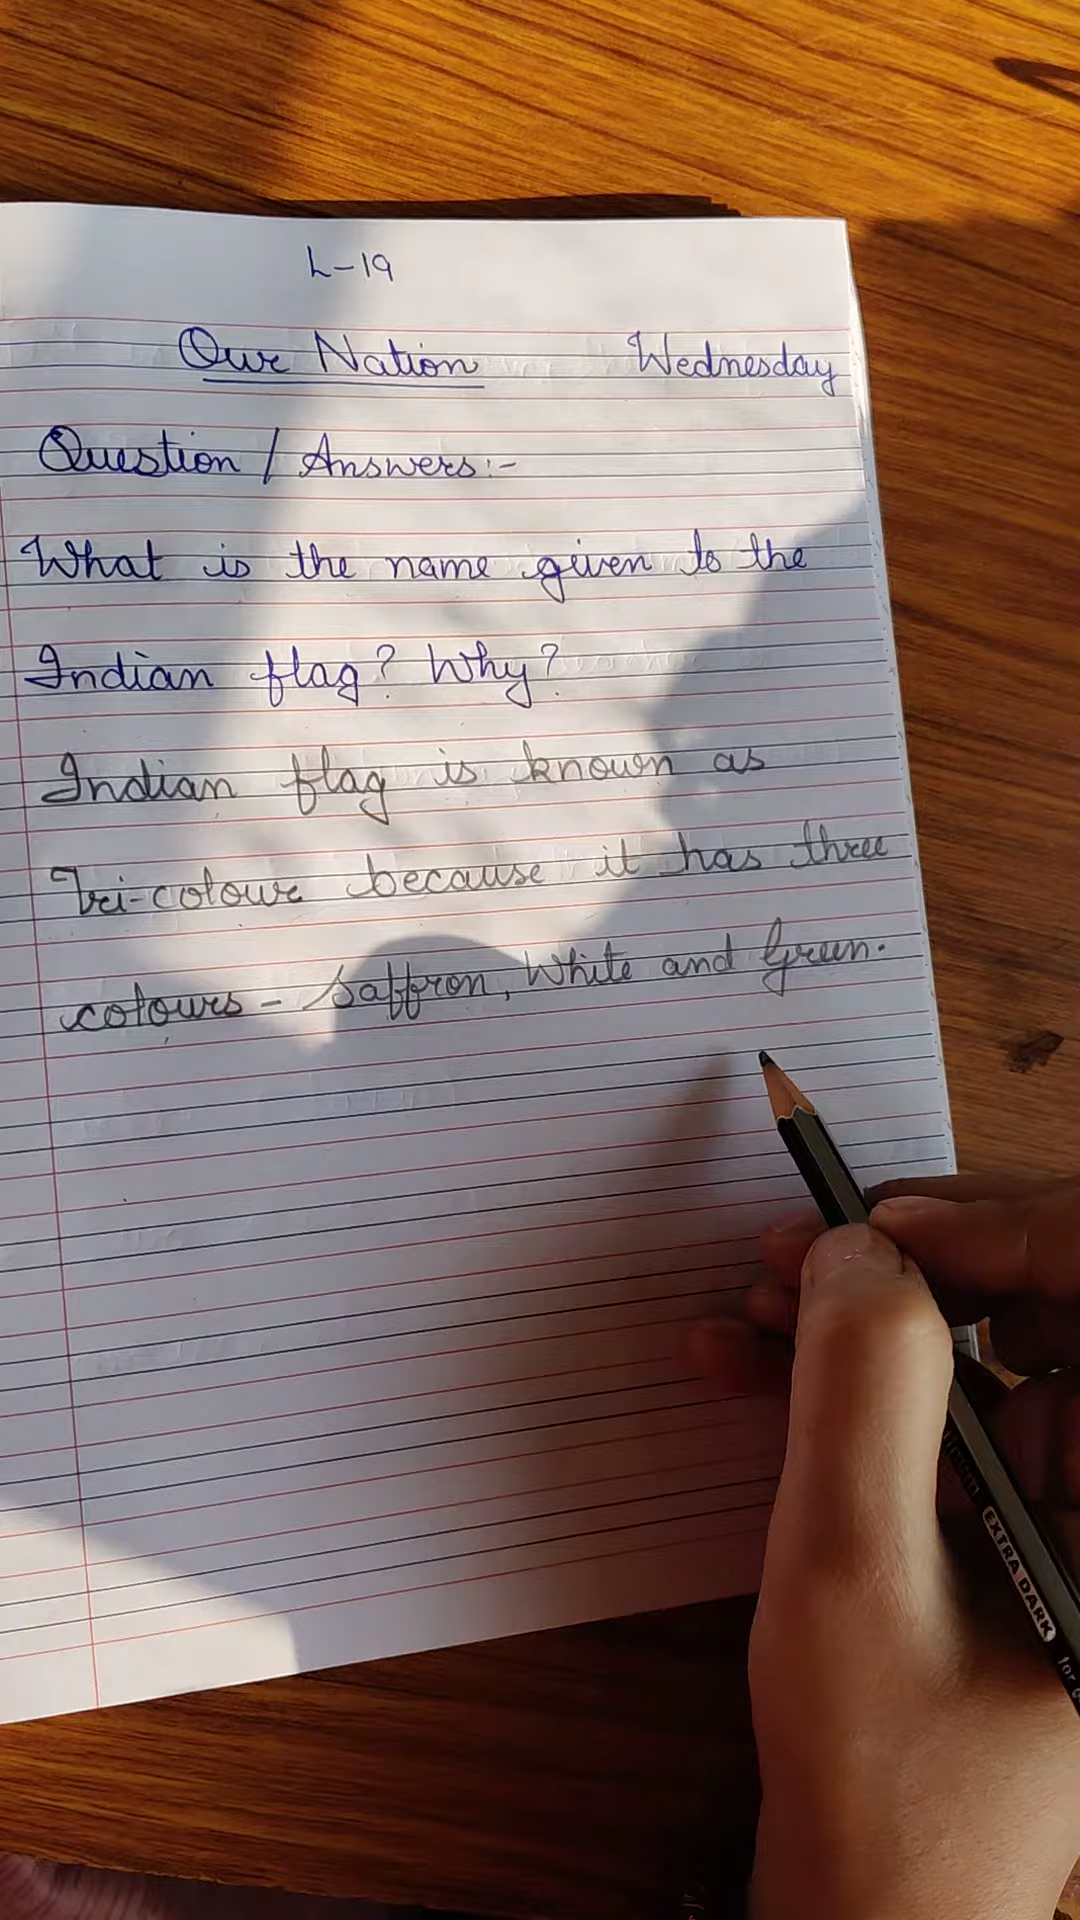 L-19
Our Nation Wednesday
Question / Answers:-
What is the name given to the
Indian flag? Why?
Indian flag is known as
Tri-colour because it has three
colours - Saffron, White and Green.
EXTRA DARK
for